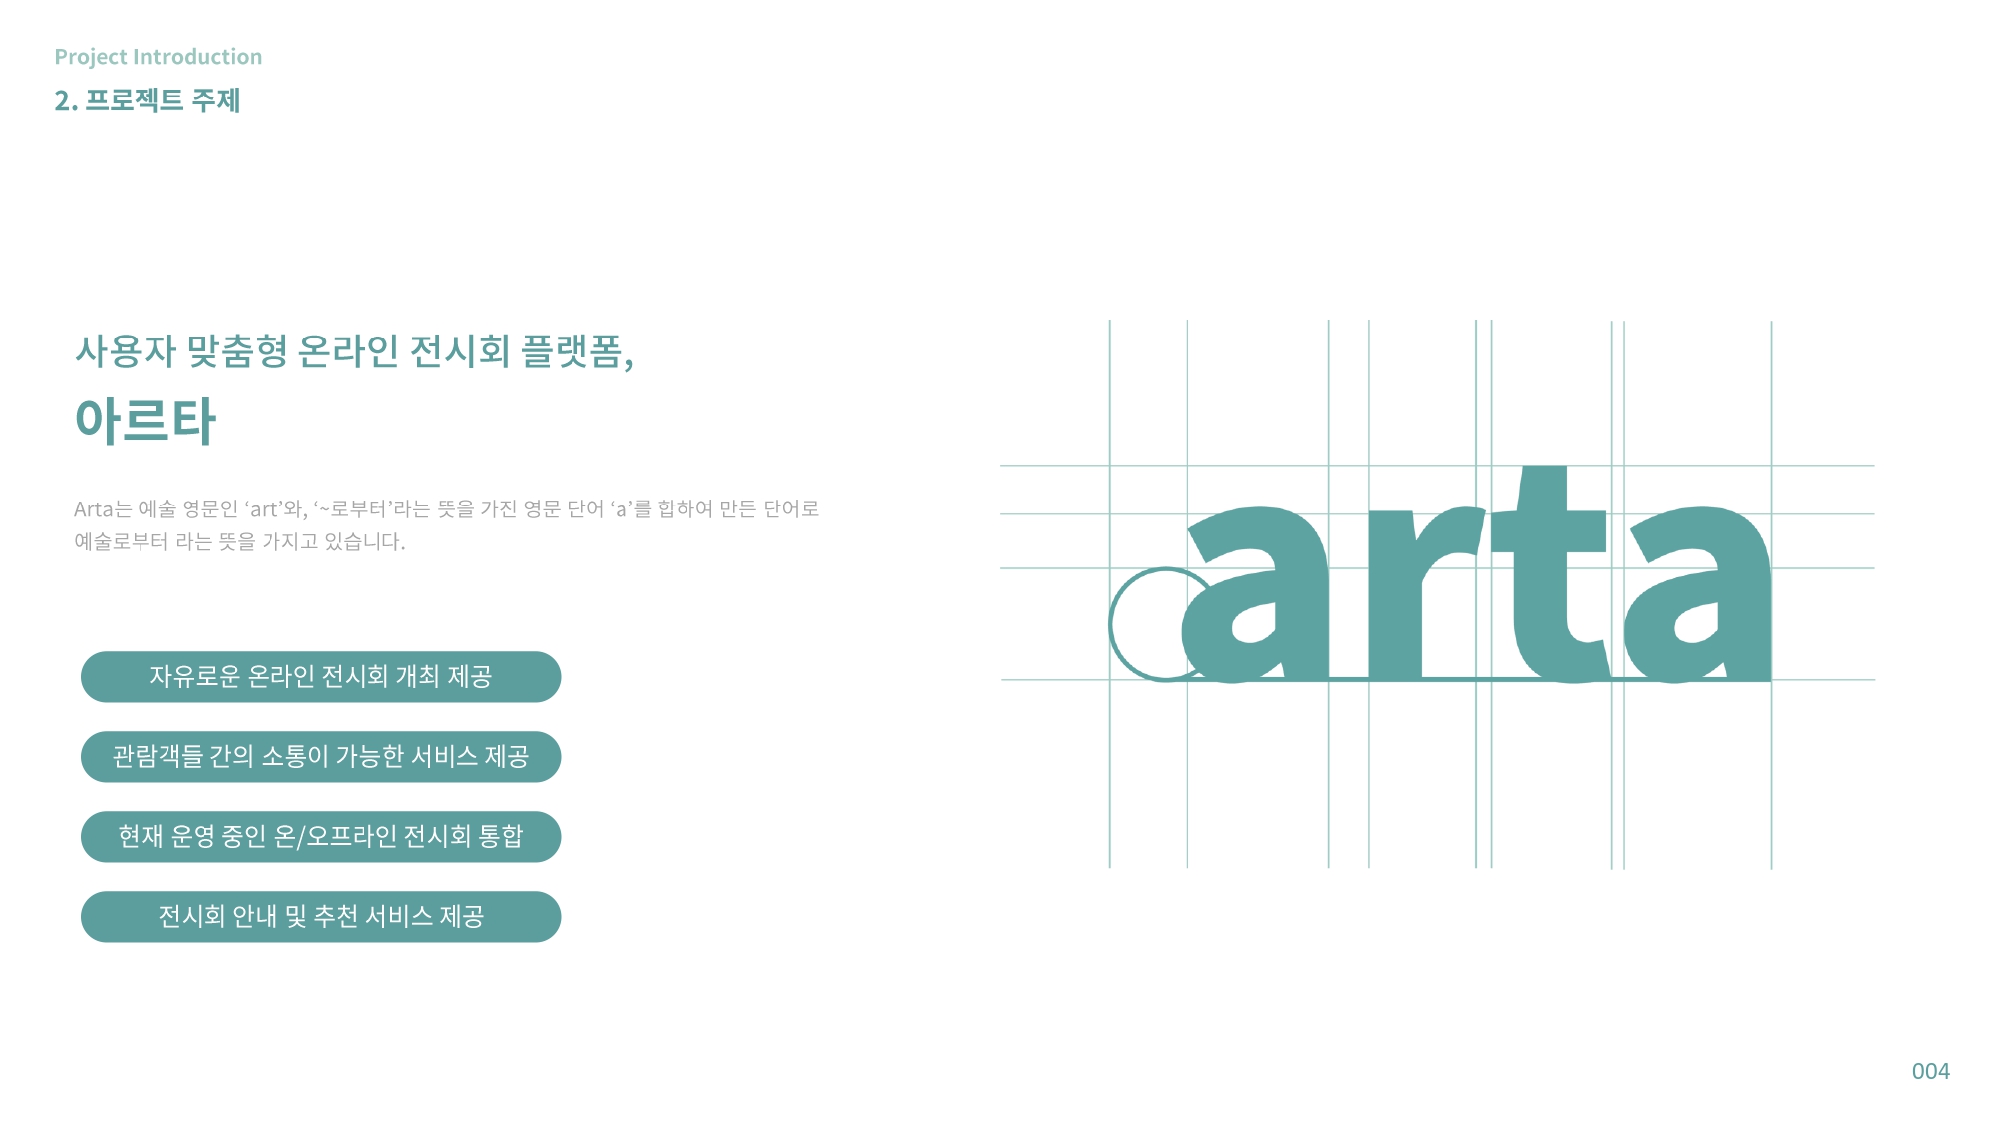 Project Introduction
2. 프로젝트 주제
사용자 맞춤형 온라인 전시회 플랫폼,
아르타
Arta는 예술 영문인 ‘art’와, ‘~로부터’라는 뜻을 가진 영문 단어 ‘a’를 힙하여 만든 단어로
예술로부터 라는 뜻을 가지고 있습니다.
자유로운 온라인 전시회 개최 제공
관람객들 간의 소통이 가능한 서비스 제공
현재 운영 중인 온/오프라인 전시회 통합
전시회 안내 및 추천 서비스 제공
arta
004